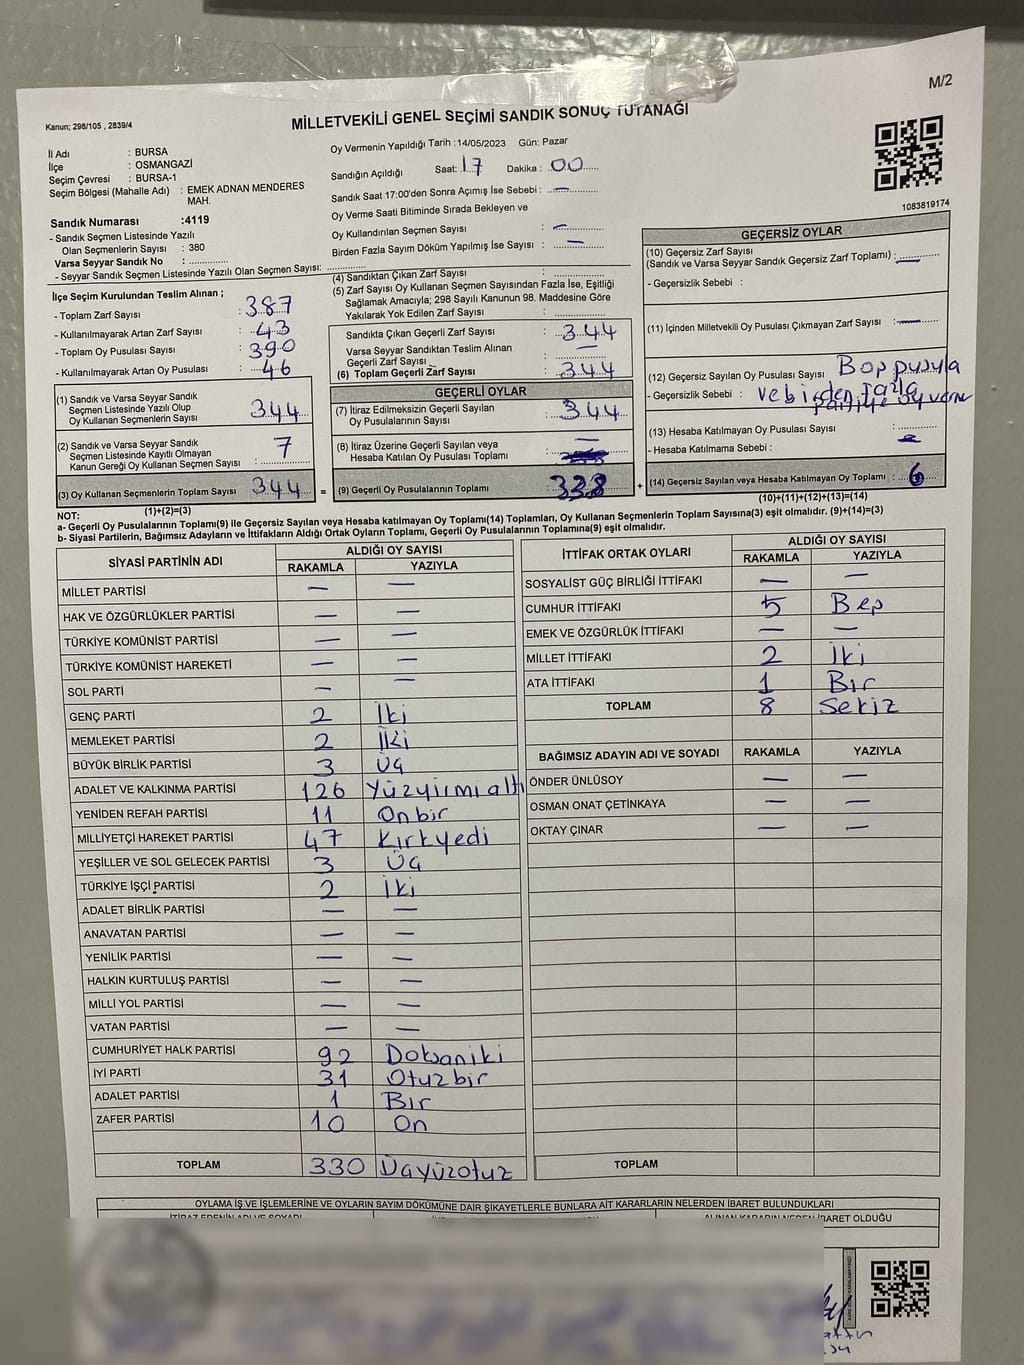 M/2
Kanun; 298/105 , 2839/4
MİLLETVEKİLİ GENEL SEÇİMİ SANDIK SONUÇ TUTANAĞI
İl Adı : BURSA
İlçe : OSMANGAZİ
Seçim Çevresi : BURSA-1
Seçim Bölgesi (Mahalle Adı) : EMEK ADNAN MENDERES
MAH.
Sandık Numarası :4119
- Sandık Seçmen Listesinde Yazılı
Olan Seçmenlerin Sayısı : 380
Varsa Seyyar Sandık No :
- Seyyar Sandık Seçmen Listesinde Yazılı Olan Seçmen Sayısı:
Oy Vermenin Yapıldığı Tarih :14/05/2023 Gün: Pazar
Sandığın Açıldığı Saat: 17 Dakika : 00
Sandık Saat 17:00'den Sonra Açımış İse Sebebi : —
Oy Verme Saati Bitiminde Sırada Bekleyen ve
Oy Kullandırılan Seçmen Sayısı : —
Birden Fazla Sayım Döküm Yapılmış İse Sayısı : —
1083819174
İlçe Seçim Kurulundan Teslim Alınan ;
- Toplam Zarf Sayısı : 387
- Kullanılmayarak Artan Zarf Sayısı : 43
- Toplam Oy Pusulası Sayısı : 390
- Kullanılmayarak Artan Oy Pusulası : 46
(4) Sandıktan Çıkan Zarf Sayısı :
(5) Zarf Sayısı Oy Kullanan Seçmen Sayısından Fazla İse, Eşitliği
Sağlamak Amacıyla; 298 Sayılı Kanunun 98. Maddesine Göre
Yakılarak Yok Edilen Zarf Sayısı :
Sandıkta Çıkan Geçerli Zarf Sayısı : 344
Varsa Seyyar Sandıktan Teslim Alınan
Geçerli Zarf Sayısı : —
(6) Toplam Geçerli Zarf Sayısı : 344
GEÇERSİZ OYLAR
(10) Geçersiz Zarf Sayısı
(Sandık ve Varsa Seyyar Sandık Geçersiz Zarf Toplamı) : —
- Geçersizlik Sebebi :
(11) İçinden Milletvekili Oy Pusulası Çıkmayan Zarf Sayısı : —
(12) Geçersiz Sayılan Oy Pusulası Sayısı : Boş pusula
- Geçersizlik Sebebi : ve birden fazla
partiye oy verme
(13) Hesaba Katılmayan Oy Pusulası Sayısı :
- Hesaba Katılmama Sebebi :
(14) Geçersiz Sayılan veya Hesaba Katılmayan Oy Toplamı : 6
(10)+(11)+(12)+(13)=(14)
(1) Sandık ve Varsa Seyyar Sandık
Seçmen Listesinde Yazılı Olup
Oy Kullanan Seçmenlerin Sayısı : 344
(2) Sandık ve Varsa Seyyar Sandık
Seçmen Listesinde Kayıtlı Olmayan
Kanun Gereği Oy Kullanan Seçmen Sayısı : 7
(3) Oy Kullanan Seçmenlerin Toplam Sayısı 344 =
(1)+(2)=(3)
GEÇERLİ OYLAR
(7) İtiraz Edilmeksizin Geçerli Sayılan
Oy Pusulalarının Sayısı : 344
(8) İtiraz Üzerine Geçerli Sayılan veya
Hesaba Katılan Oy Pusulası Toplamı : —
(9) Geçerli Oy Pusulalarının Toplamı : 338 +
NOT:
a- Geçerli Oy Pusulalarının Toplamı(9) ile Geçersiz Sayılan veya Hesaba katılmayan Oy Toplamı(14) Toplamları, Oy Kullanan Seçmenlerin Toplam Sayısına(3) eşit olmalıdır. (9)+(14)=(3)
b- Siyasi Partilerin, Bağımsız Adayların ve İttifakların Aldığı Ortak Oyların Toplamı, Geçerli Oy Pusulalarının Toplamına(9) eşit olmalıdır.
SİYASİ PARTİNİN ADI ALDIĞI OY SAYISI
RAKAMLA YAZIYLA
MİLLET PARTİSİ — —
HAK VE ÖZGÜRLÜKLER PARTİSİ — —
TÜRKİYE KOMÜNİST PARTİSİ — —
TÜRKİYE KOMÜNİST HAREKETİ — —
SOL PARTİ — —
GENÇ PARTİ 2 İki
MEMLEKET PARTİSİ 2 İki
BÜYÜK BİRLİK PARTİSİ 3 Üç
ADALET VE KALKINMA PARTİSİ 126 Yüzyirmi altı
YENİDEN REFAH PARTİSİ 11 Onbir
MİLLİYETÇİ HAREKET PARTİSİ 47 Kırkyedi
YEŞİLLER VE SOL GELECEK PARTİSİ 3 Üç
TÜRKİYE İŞÇİ PARTİSİ 2 İki
ADALET BİRLİK PARTİSİ — —
ANAVATAN PARTİSİ — —
YENİLİK PARTİSİ — —
HALKIN KURTULUŞ PARTİSİ — —
MİLLİ YOL PARTİSİ — —
VATAN PARTİSİ — —
CUMHURİYET HALK PARTİSİ 92 Doksaniki
İYİ PARTİ 31 Otuzbir
ADALET PARTİSİ 1 Bir
ZAFER PARTİSİ 10 On
TOPLAM 330 Üçyüzotuz
İTTİFAK ORTAK OYLARI ALDIĞI OY SAYISI
RAKAMLA YAZIYLA
SOSYALİST GÜÇ BİRLİĞİ İTTİFAKI — —
CUMHUR İTTİFAKI 5 Beş
EMEK VE ÖZGÜRLÜK İTTİFAKI — —
MİLLET İTTİFAKI 2 İki
ATA İTTİFAKI 1 Bir
TOPLAM 8 Sekiz
BAĞIMSIZ ADAYIN ADI VE SOYADI RAKAMLA YAZIYLA
ÖNDER ÜNLÜSOY — —
OSMAN ONAT ÇETİNKAYA — —
OKTAY ÇINAR — —
TOPLAM
OYLAMA İŞ VE İŞLEMLERİNE VE OYLARIN SAYIM DÖKÜMÜNE DAİR ŞİKAYETLERLE BUNLARA AİT KARARLARIN NELERDEN İBARET BULUNDUKLARI
İTİRAZ EDENİN ADI VE SOYADI ALINAN KARARIN NEDEN İBARET OLDUĞU